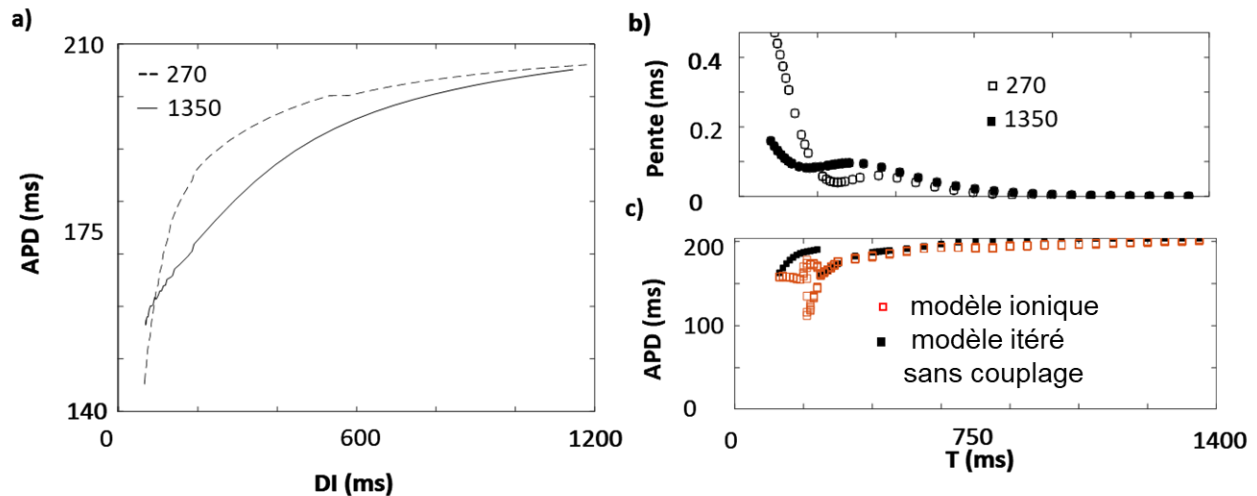 a)
210
175
140
APD (ms)
270
1350
0
600
1200
DI (ms)
b)
0.4
0.2
0
Pente (ms)
270
1350
c)
200
100
0
APD (ms)
modèle ionique
modèle itéré
sans couplage
0
750
1400
T (ms)